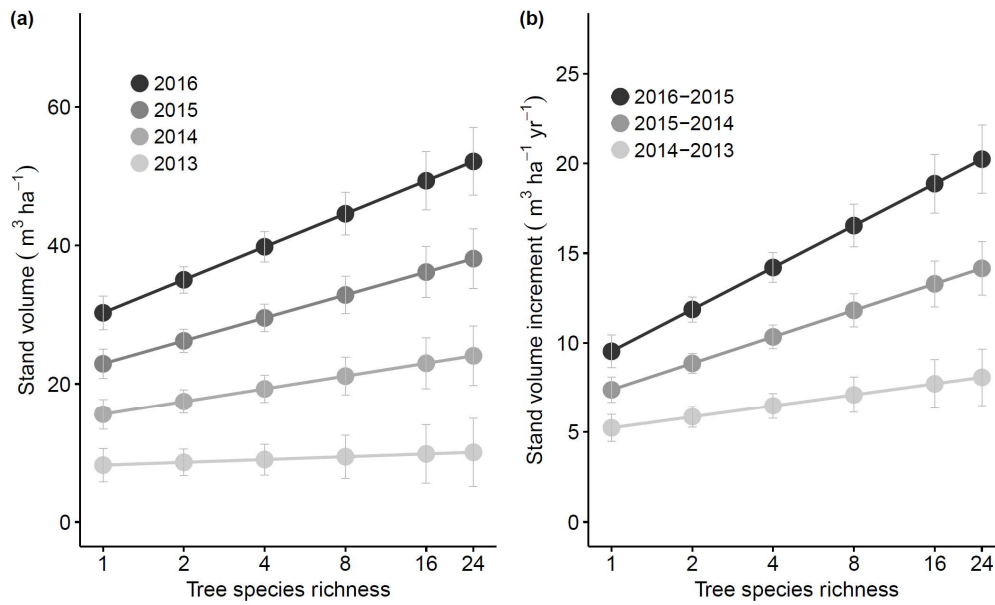 (a)
Stand volume ( m³ ha⁻¹)
60
40
20
0
2016
2015
2014
2013
1 2 4 8 16 24
Tree species richness
(b)
Stand volume increment ( m³ ha⁻¹ yr⁻¹)
25
20
15
10
5
0
2016−2015
2015−2014
2014−2013
1 2 4 8 16 24
Tree species richness